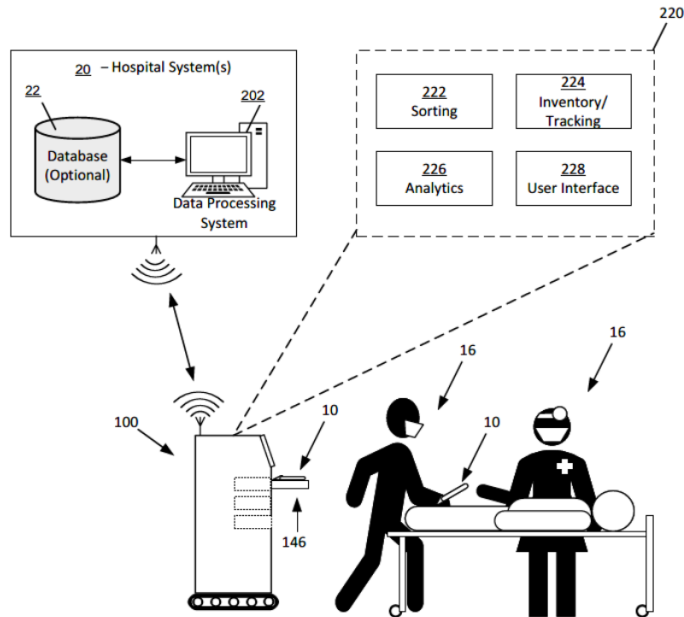 220
20 – Hospital System(s)
22
202
Database
(Optional)
Data Processing
System
222
Sorting
224
Inventory/
Tracking
226
Analytics
228
User Interface
16
16
10
10
100
146